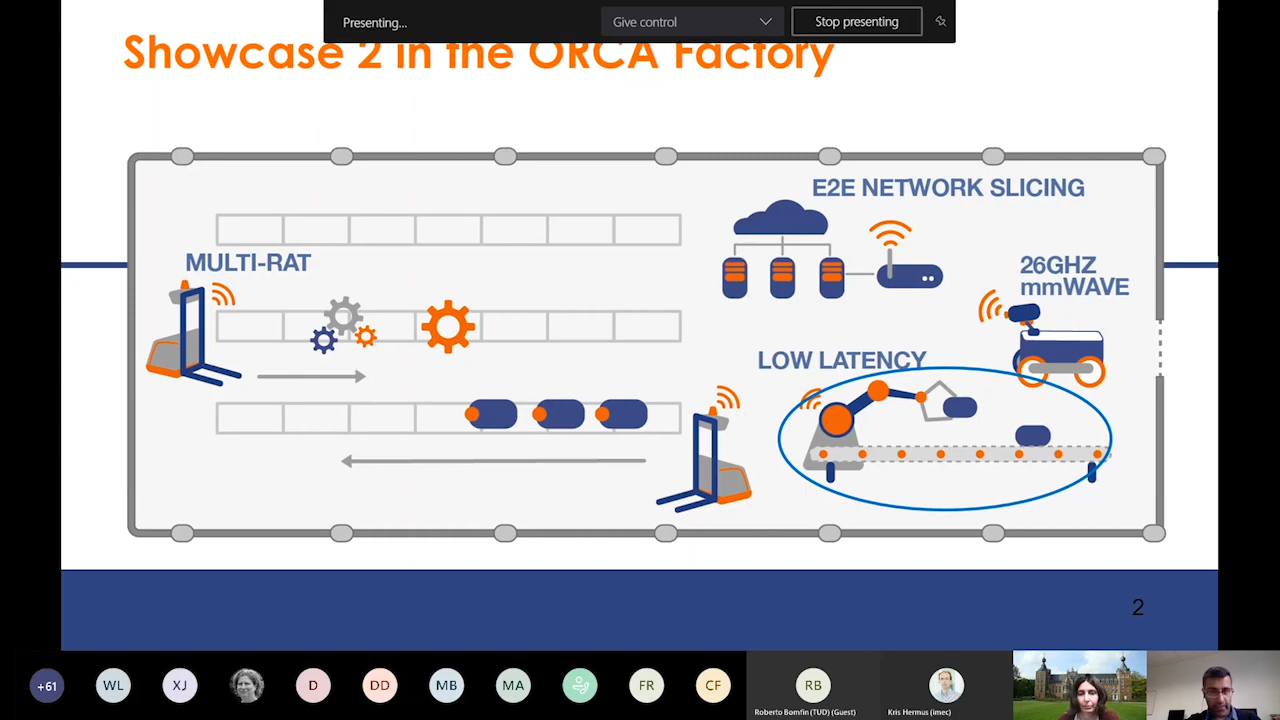 Presenting...
Give control
Stop presenting
Showcase 2 in the ORCA Factory
E2E NETWORK SLICING
MULTI-RAT
26GHZ
mmWAVE
LOW LATENCY
2
+61
WL
XJ
D
DD
MB
MA
FR
CF
RB
Roberto Bomfin (TUD) (Guest)
Kris Hermus (imec)